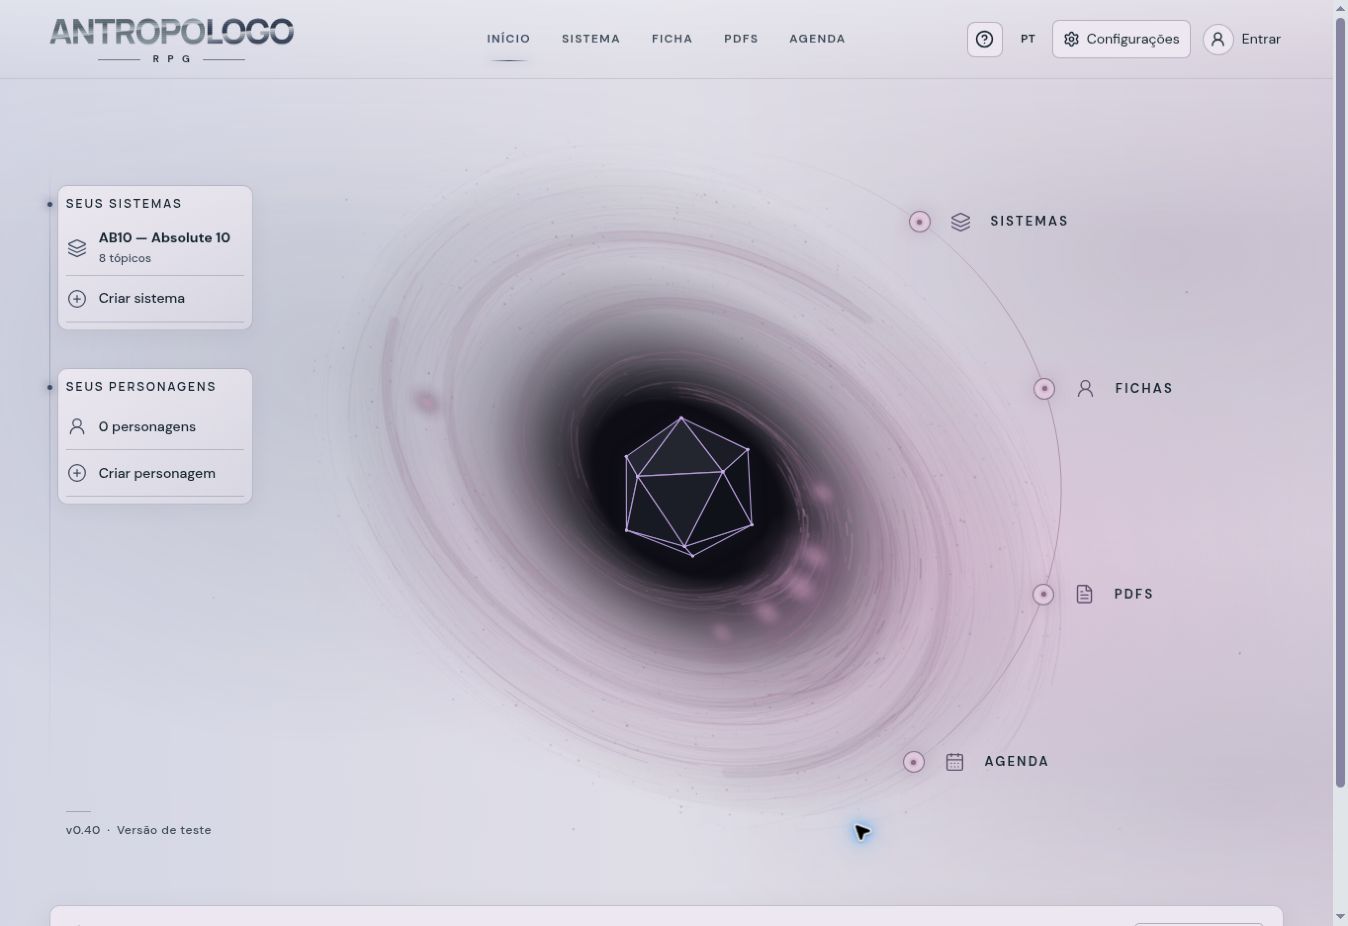 ANTROPOLOGO
RPG
INÍCIO
SISTEMA
FICHA
PDFS
AGENDA
PT
Configurações
Entrar
SEUS SISTEMAS
AB10 — Absolute 10
8 tópicos
Criar sistema
SEUS PERSONAGENS
0 personagens
Criar personagem
SISTEMAS
FICHAS
PDFS
AGENDA
v0.40 · Versão de teste